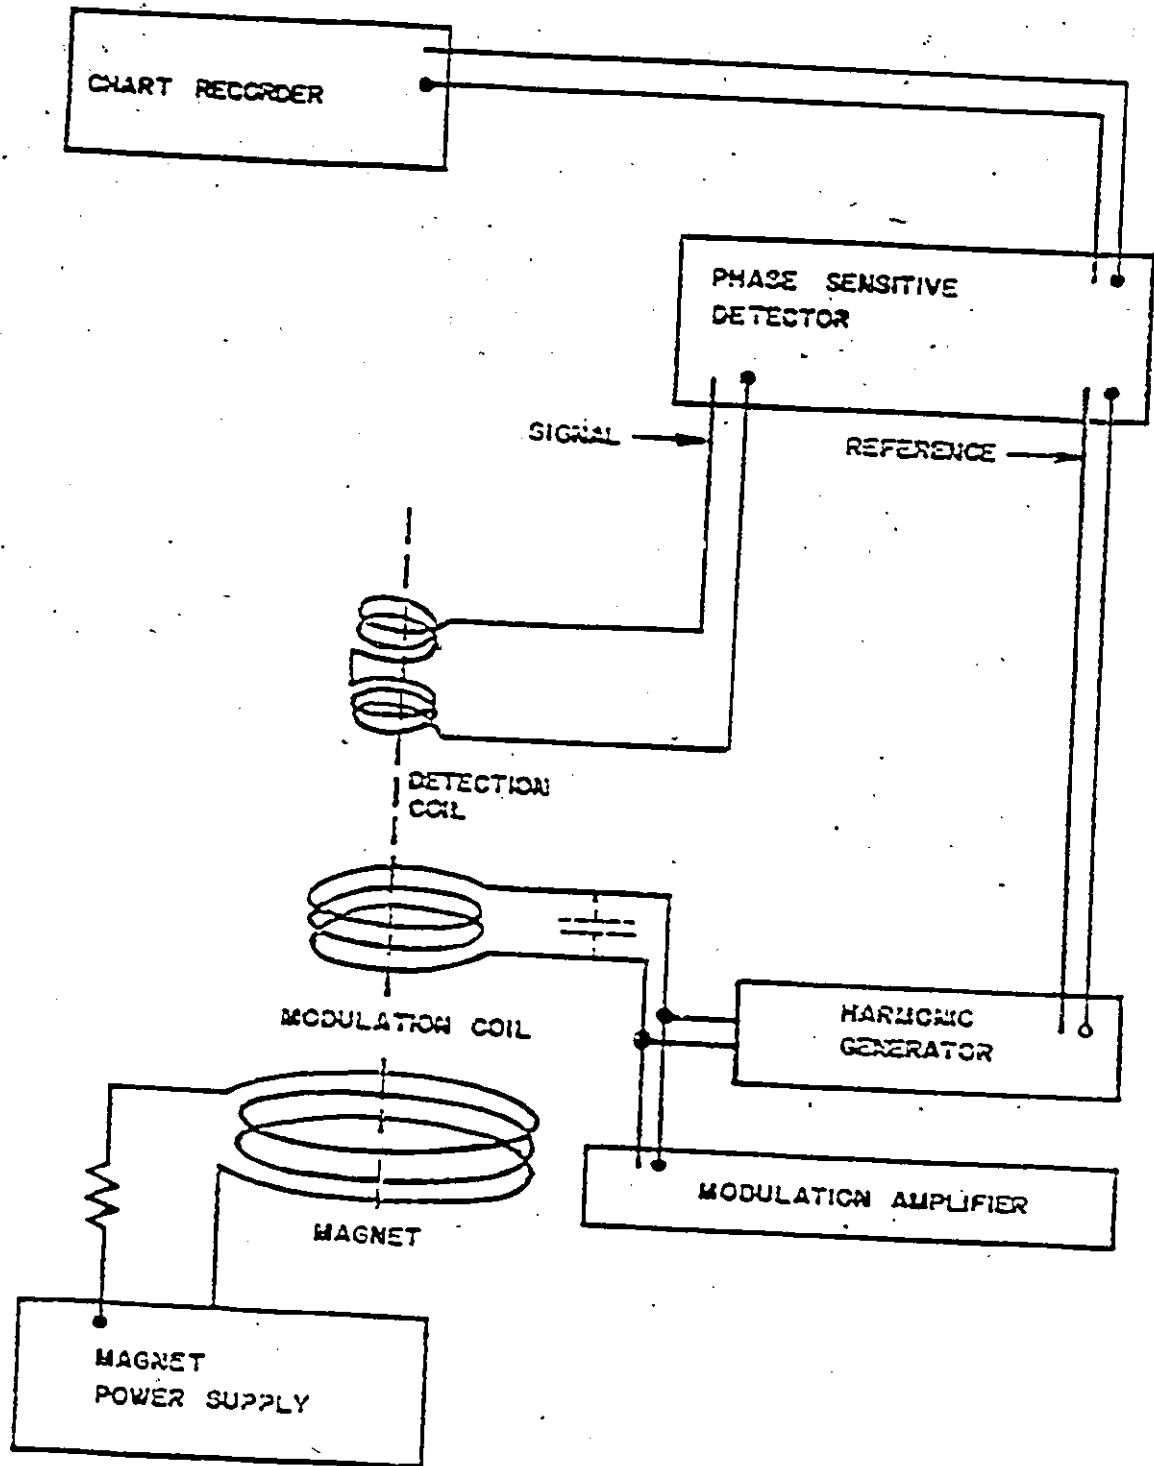 CHART RECORDER
PHASE SENSITIVE
DETECTOR
SIGNAL
REFERENCE
DETECTION
COIL
MODULATION COIL
HARMONIC
GENERATOR
MODULATION AMPLIFIER
MAGNET
MAGNET
POWER SUPPLY